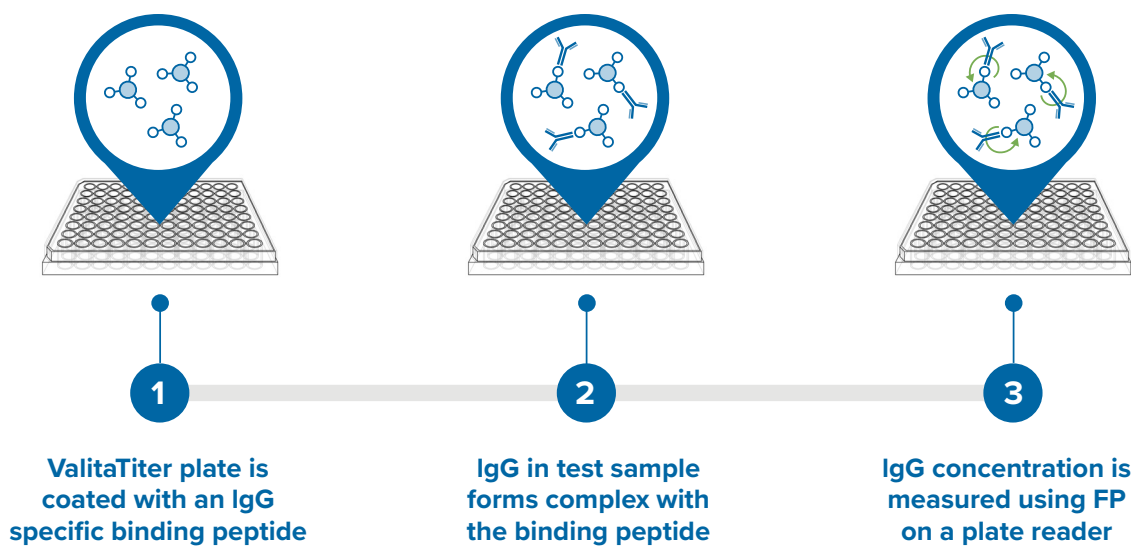 1
2
3
ValitaTiter plate is
coated with an IgG
specific binding peptide
IgG in test sample
forms complex with
the binding peptide
IgG concentration is
measured using FP
on a plate reader